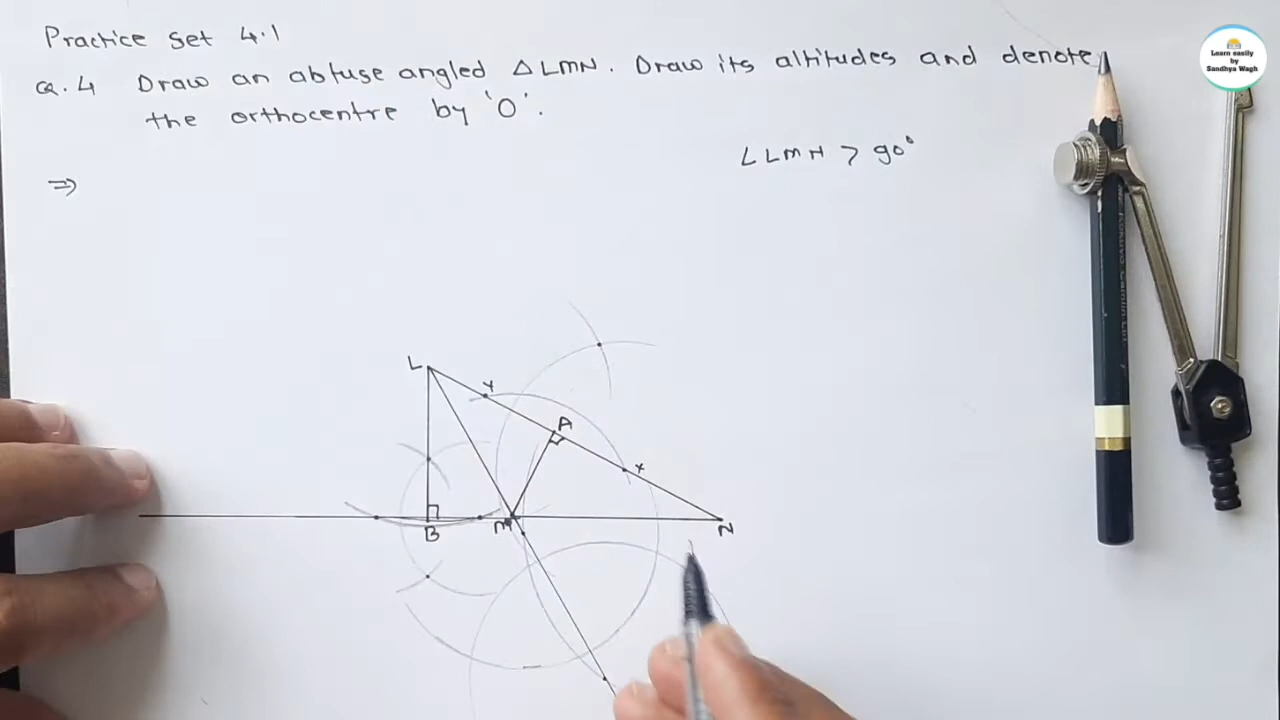 Practice set 4.1
Q.4 Draw an obtuse angled △LMN. Draw its altitudes and denote
the orthocentre by 'O'.
∠LMN > 90°
⇒
Learn easily
by
Sandhya Wagh
L
Y
A
X
B
M
N